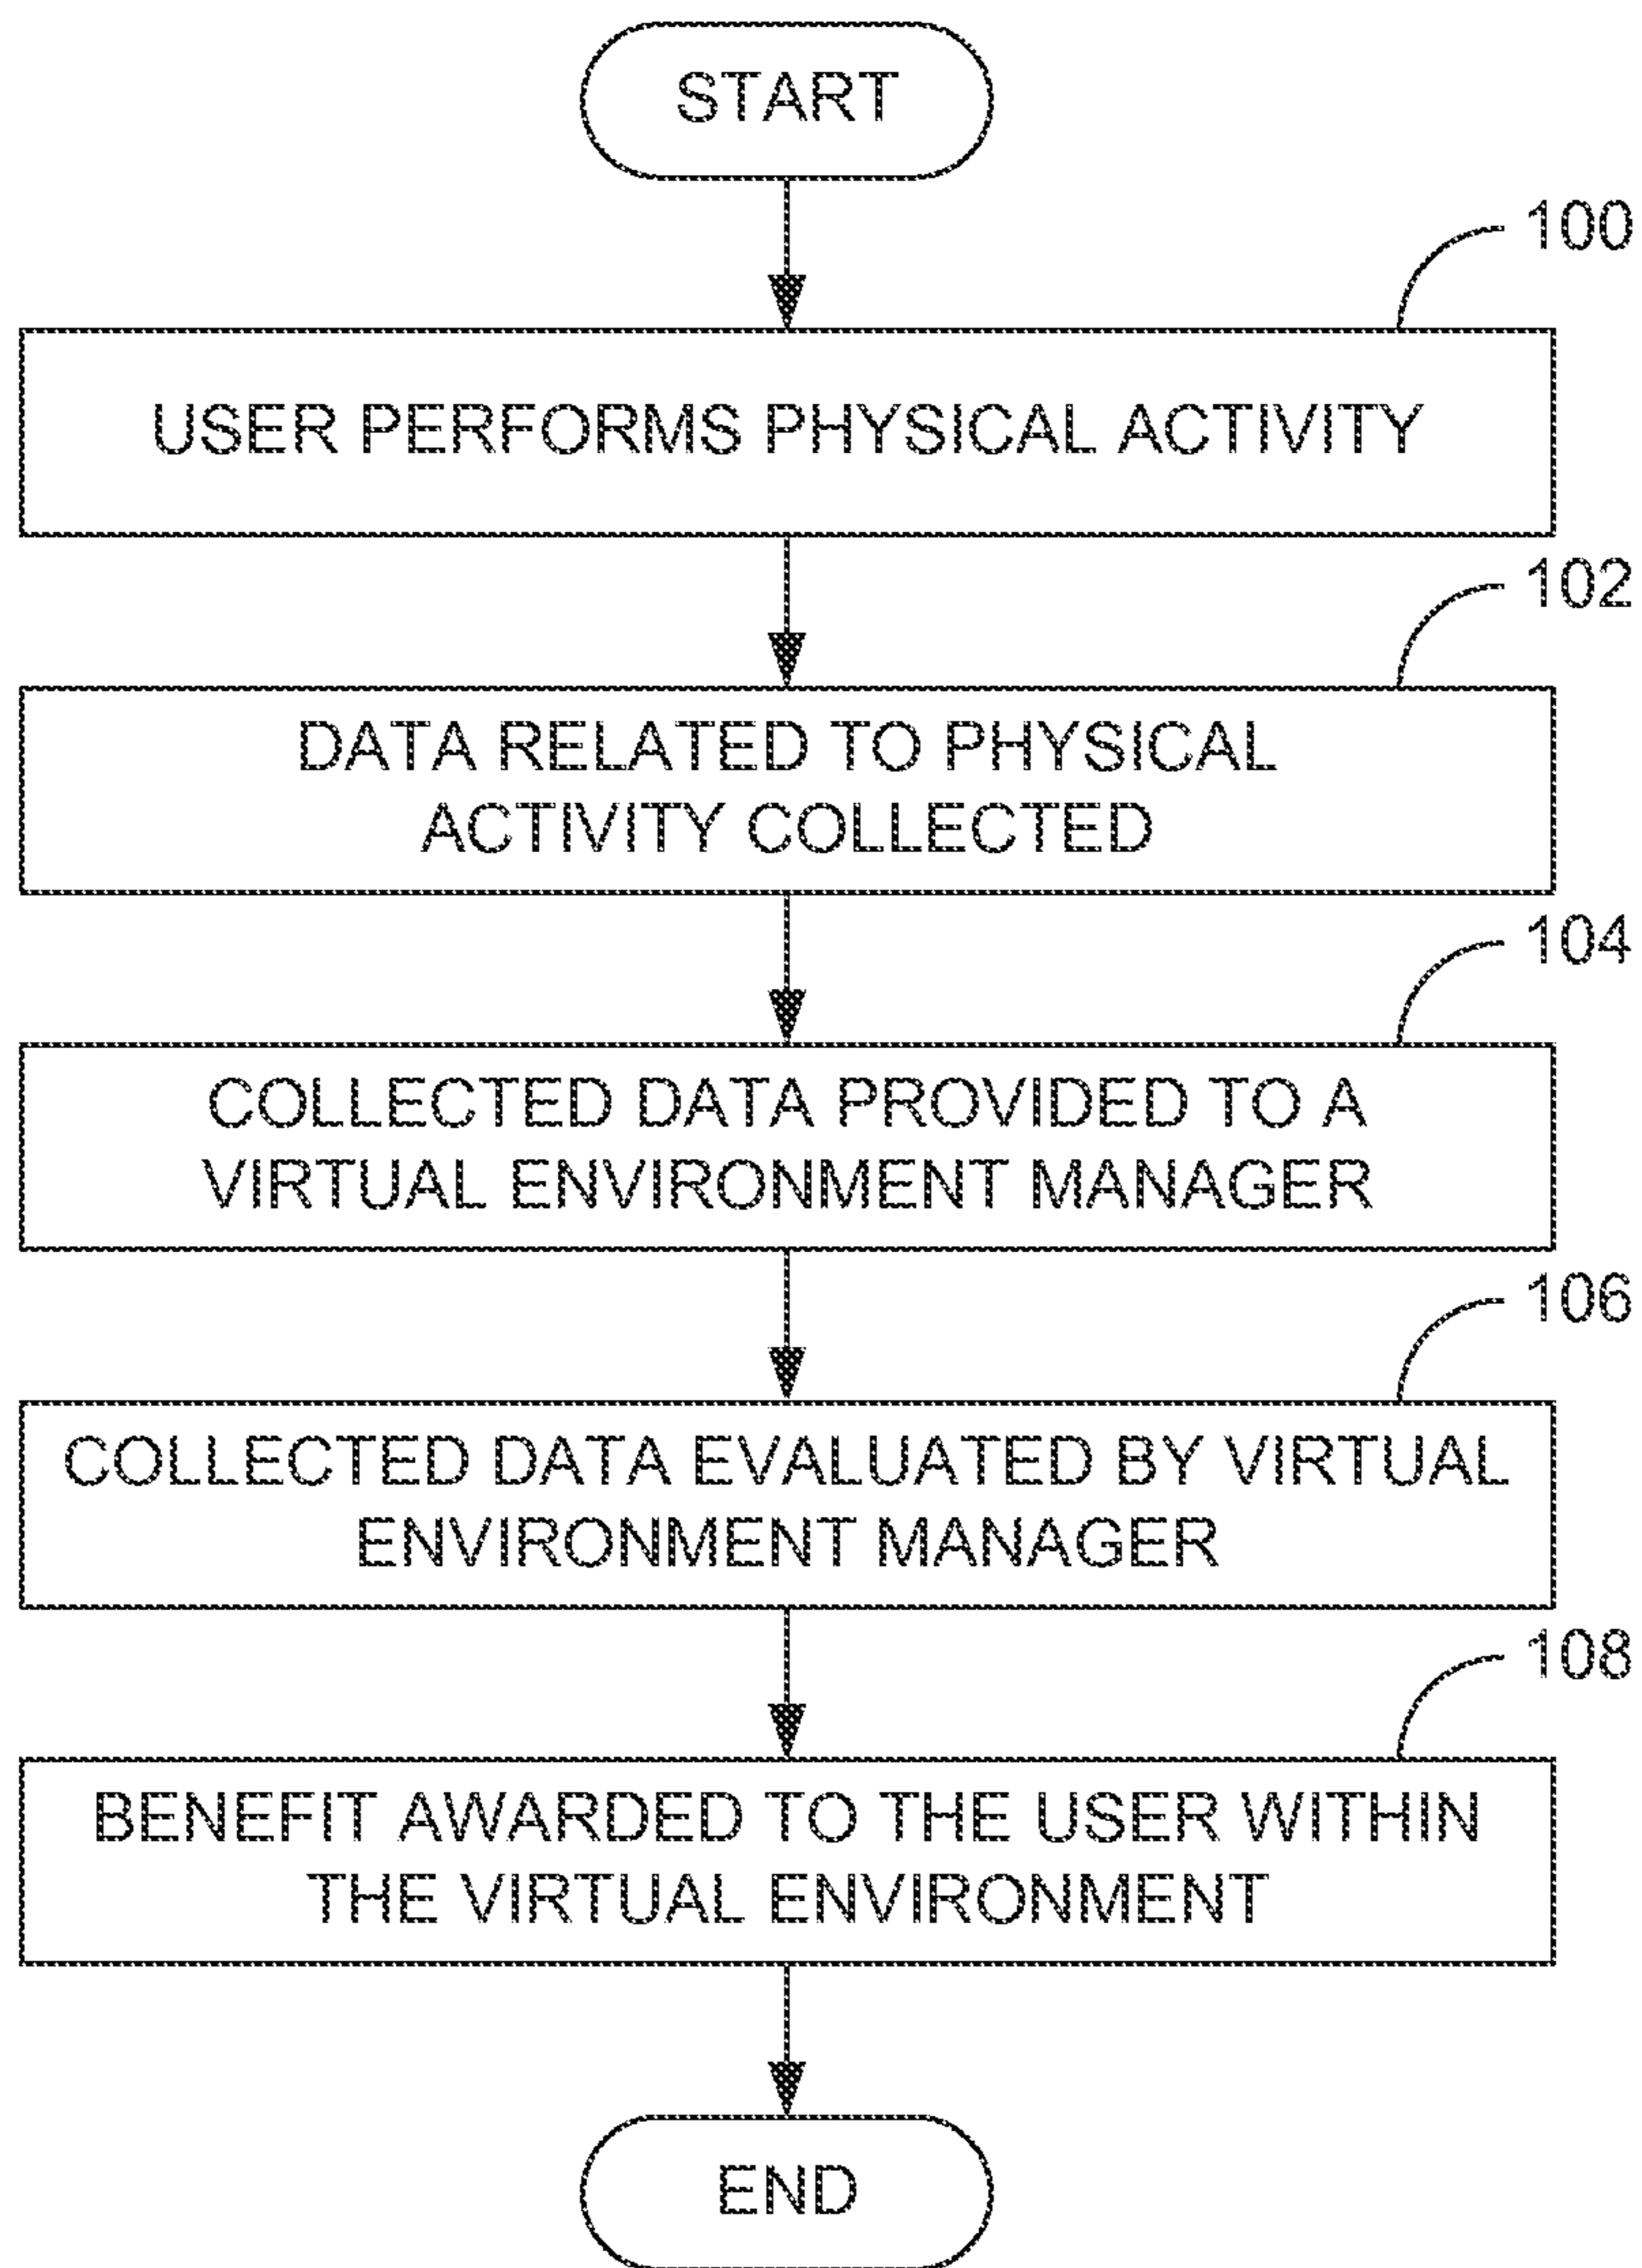 START
100
USER PERFORMS PHYSICAL ACTIVITY
102
DATA RELATED TO PHYSICAL
ACTIVITY COLLECTED
104
COLLECTED DATA PROVIDED TO A
VIRTUAL ENVIRONMENT MANAGER
106
COLLECTED DATA EVALUATED BY VIRTUAL
ENVIRONMENT MANAGER
108
BENEFIT AWARDED TO THE USER WITHIN
THE VIRTUAL ENVIRONMENT
END